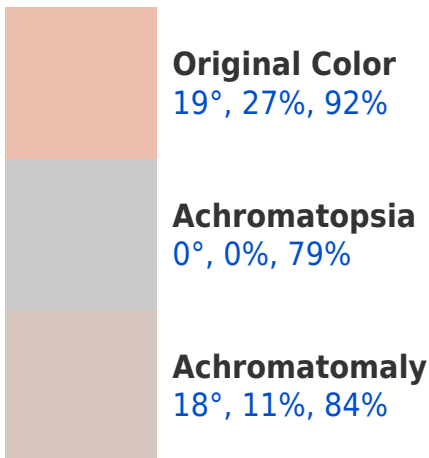 Original Color
19°, 27%, 92%
Achromatopsia
0°, 0%, 79%
Achromatomaly
18°, 11%, 84%